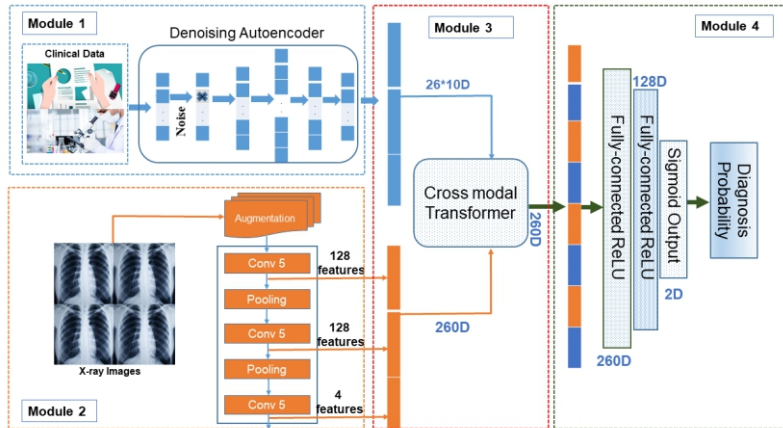 Module 1
Denoising Autoencoder
Clinical Data
Noise
Module 2
Augmentation
Conv 5
128
features
Pooling
Conv 5
128
features
Pooling
Conv 5
4
features
X-ray Images
Module 3
26*10D
Cross modal
Transformer
260D
260D
Module 4
Fully-connected ReLU
260D
128D
Fully-connected ReLU
Sigmoid Output
2D
Diagnosis
Probability